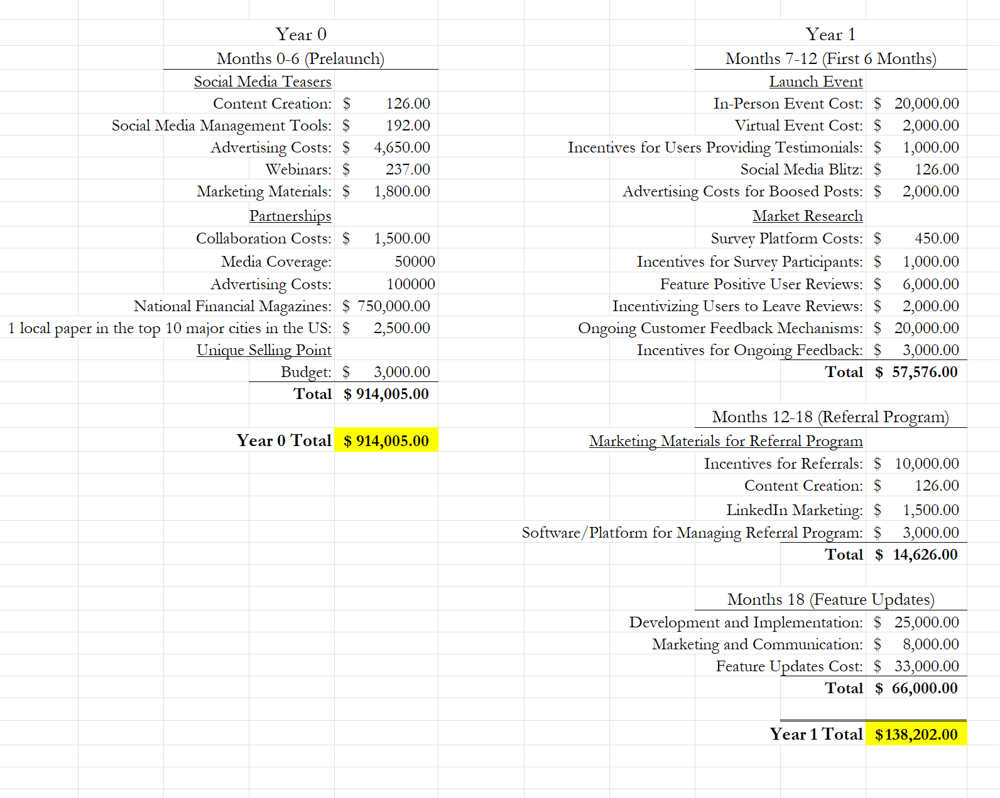 Year 0
Months 0-6 (Prelaunch)
Social Media Teasers
Content Creation: $ 126.00
Social Media Management Tools: $ 192.00
Advertising Costs: $ 4,650.00
Webinars: $ 237.00
Marketing Materials: $ 1,800.00
Partnerships
Collaboration Costs: $ 1,500.00
Media Coverage: 50000
Advertising Costs: 100000
National Financial Magazines: $ 750,000.00
1 local paper in the top 10 major cities in the US: $ 2,500.00
Unique Selling Point
Budget: $ 3,000.00
Total $ 914,005.00
Year 0 Total $ 914,005.00
Year 1
Months 7-12 (First 6 Months)
Launch Event
In-Person Event Cost: $ 20,000.00
Virtual Event Cost: $ 2,000.00
Incentives for Users Providing Testimonials: $ 1,000.00
Social Media Blitz: $ 126.00
Advertising Costs for Boosed Posts: $ 2,000.00
Market Research
Survey Platform Costs: $ 450.00
Incentives for Survey Participants: $ 1,000.00
Feature Positive User Reviews: $ 6,000.00
Incentivizing Users to Leave Reviews: $ 2,000.00
Ongoing Customer Feedback Mechanisms: $ 20,000.00
Incentives for Ongoing Feedback: $ 3,000.00
Total $ 57,576.00
Months 12-18 (Referral Program)
Marketing Materials for Referral Program
Incentives for Referrals: $ 10,000.00
Content Creation: $ 126.00
LinkedIn Marketing: $ 1,500.00
Software/Platform for Managing Referral Program: $ 3,000.00
Total $ 14,626.00
Months 18 (Feature Updates)
Development and Implementation: $ 25,000.00
Marketing and Communication: $ 8,000.00
Feature Updates Cost: $ 33,000.00
Total $ 66,000.00
Year 1 Total $138,202.00